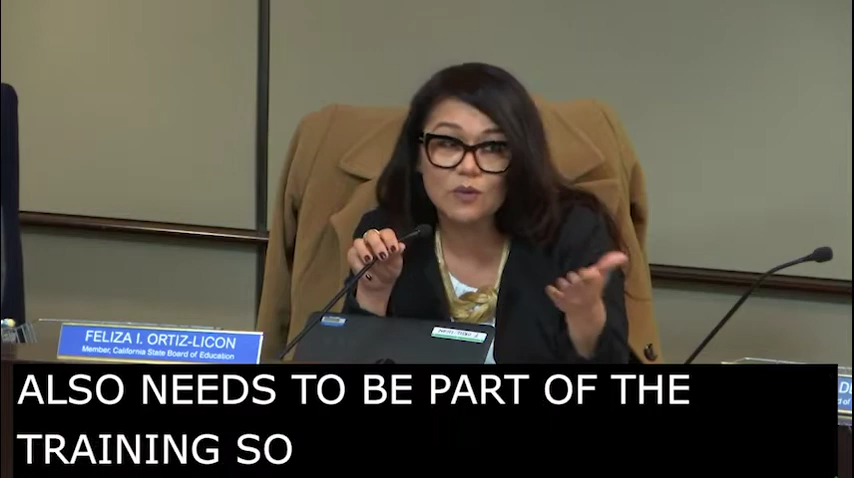 FELIZA I. ORTIZ-LICON
Member, California State Board of Education
ALSO NEEDS TO BE PART OF THE
TRAINING SO